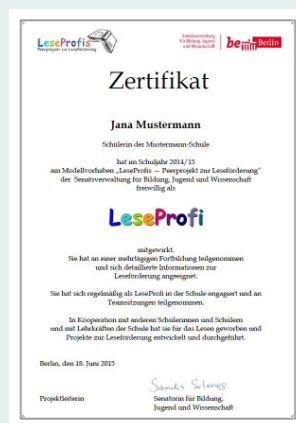 LeseProfis
Peerprojekt zur Leseförderung
Senatsverwaltung
für Bildung, Jugend
und Wissenschaft
be Berlin
Zertifikat
Jana Mustermann
Schülerin der Mustermann-Schule
hat im Schuljahr 2014/15
am Modellvorhaben „LeseProfis — Peerprojekt zur Leseförderung“
der Senatsverwaltung für Bildung, Jugend und Wissenschaft
freiwillig als
LeseProfi
mitgewirkt.
Sie hat an einer mehrtägigen Fortbildung teilgenommen
und sich detaillierte Informationen zur
Leseförderung angeeignet.
Sie hat sich regelmäßig als LeseProfi in der Schule engagiert und an
Teamsitzungen teilgenommen.
In Kooperation mit anderen Schülerinnen und Schülern
und mit Lehrkräften der Schule hat sie für das Lesen geworben und
Projekte zur Leseförderung entwickelt und durchgeführt.
Berlin, den 18. Juni 2015
Projektleiterin
Senatorin für Bildung,
Jugend und Wissenschaft